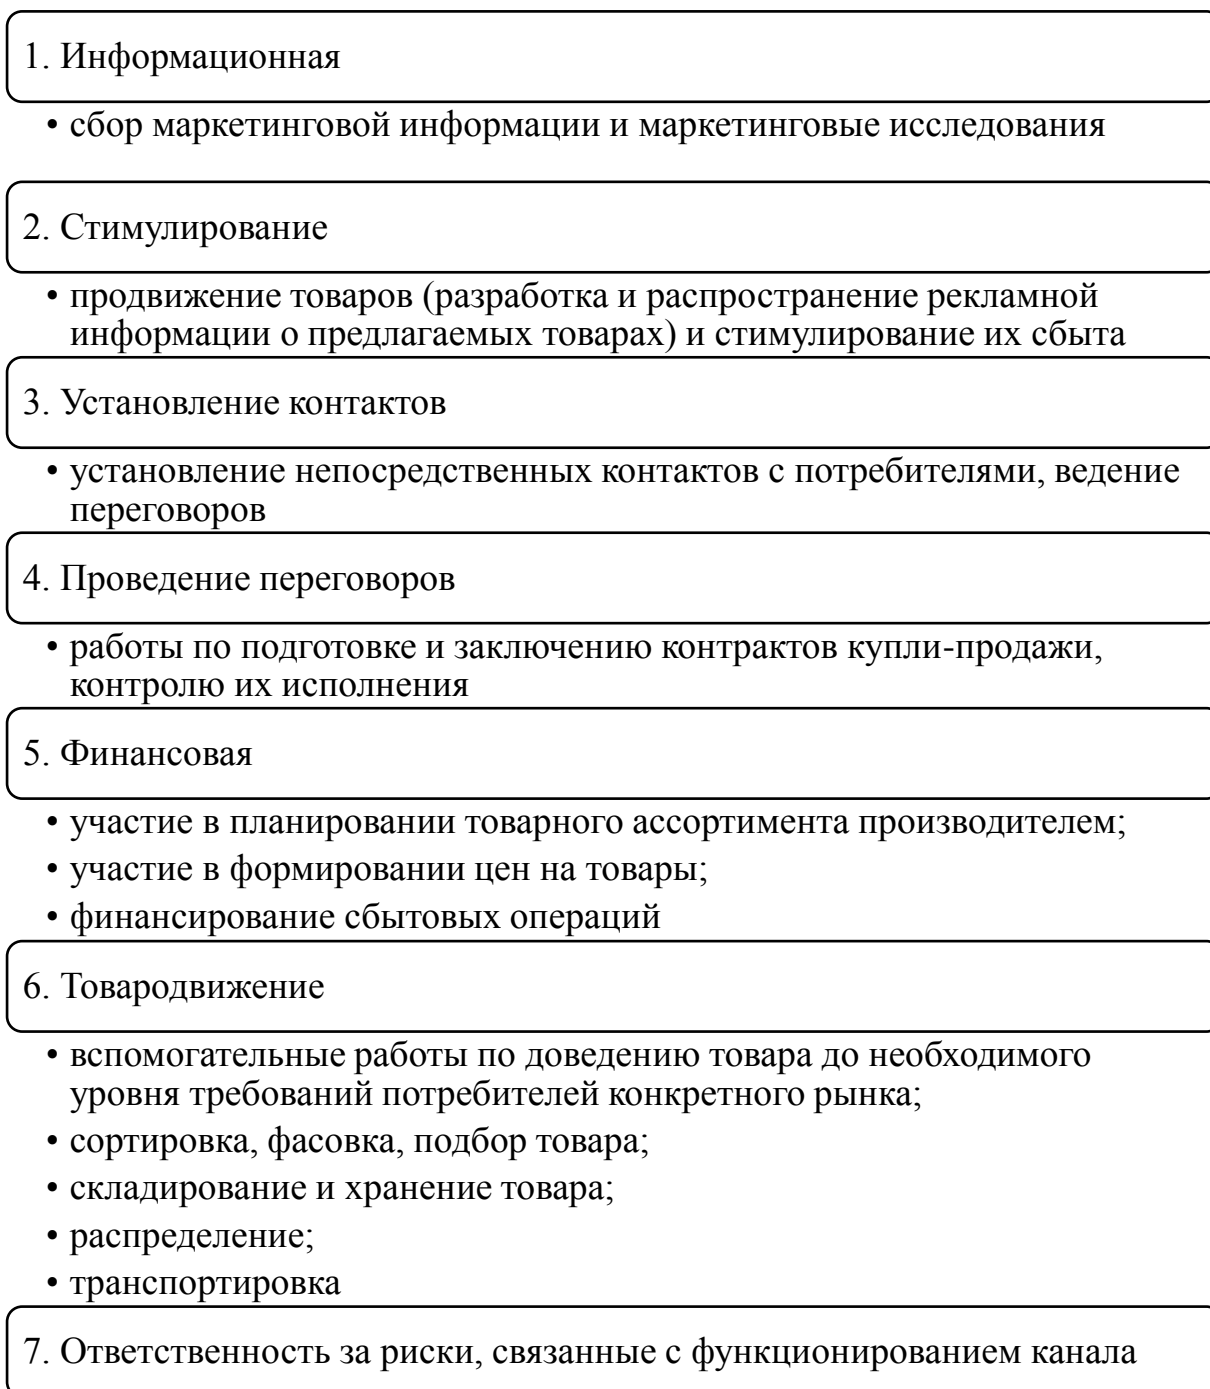 1. Информационная
• сбор маркетинговой информации и маркетинговые исследования
2. Стимулирование
• продвижение товаров (разработка и распространение рекламной
информации о предлагаемых товарах) и стимулирование их сбыта
3. Установление контактов
• установление непосредственных контактов с потребителями, ведение
переговоров
4. Проведение переговоров
• работы по подготовке и заключению контрактов купли-продажи,
контролю их исполнения
5. Финансовая
• участие в планировании товарного ассортимента производителем;
• участие в формировании цен на товары;
• финансирование сбытовых операций
6. Товародвижение
• вспомогательные работы по доведению товара до необходимого
уровня требований потребителей конкретного рынка;
• сортировка, фасовка, подбор товара;
• складирование и хранение товара;
• распределение;
• транспортировка
7. Ответственность за риски, связанные с функционированием канала